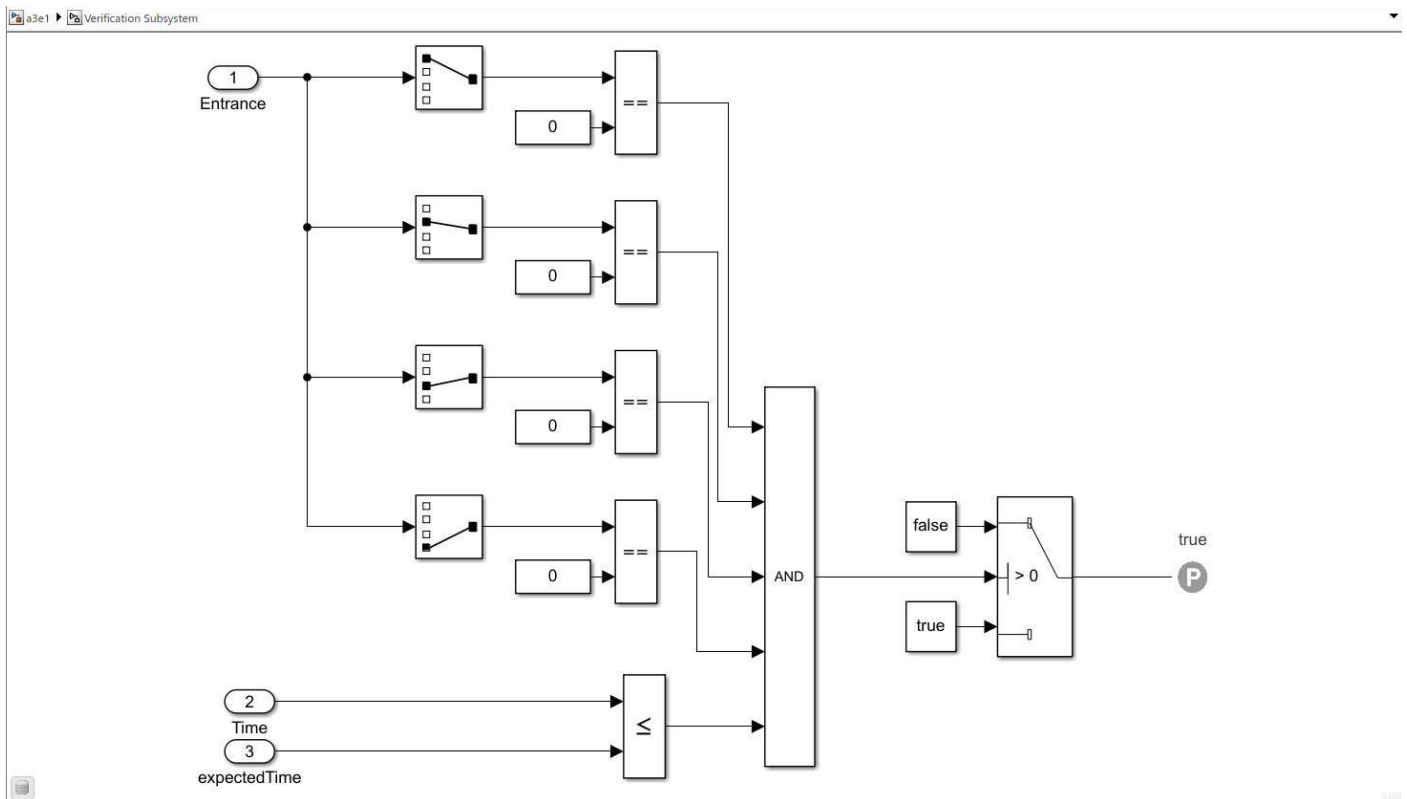 a3e1 Verification Subsystem
1
Entrance
==
0
==
0
==
0
==
0
AND
false
> 0
true
true
P
2
Time
≤
3
expectedTime